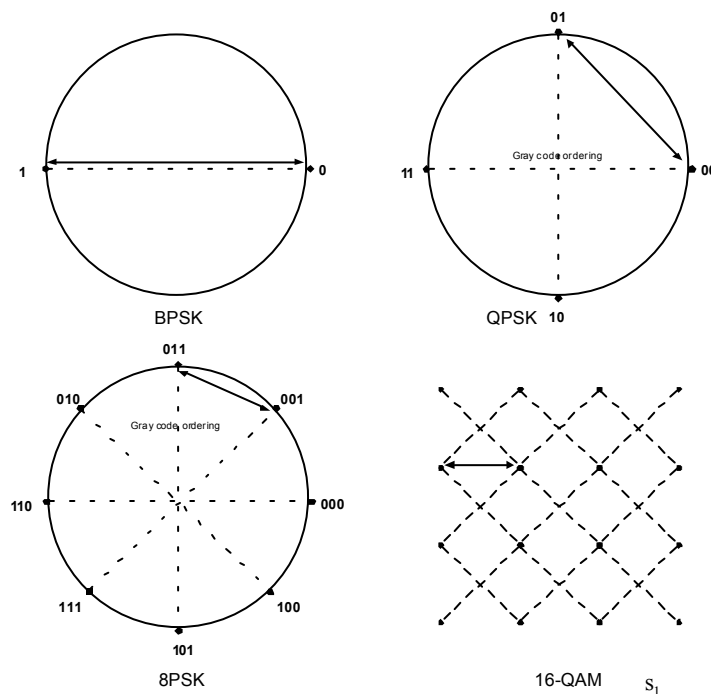 01
1
0
Gray code ordering
11
00
BPSK
QPSK
10
011
010
001
Gray code ordering
110
000
111
100
101
8PSK
16-QAM
S1